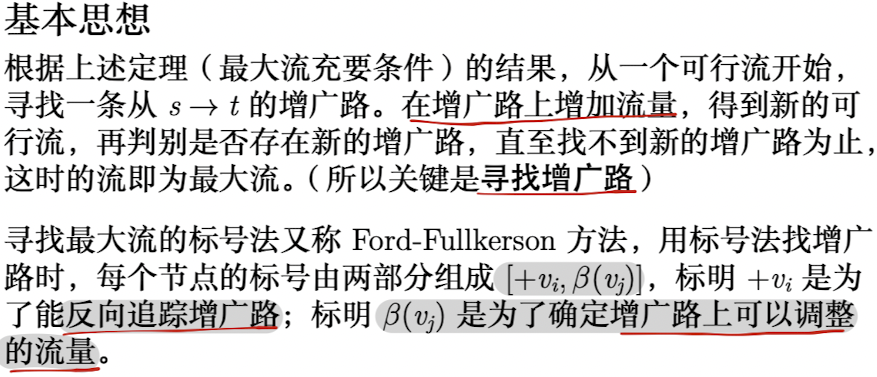 基本思想
根据上述定理（最大流充要条件）的结果，从一个可行流开始，
寻找一条从 s → t 的增广路。在增广路上增加流量，得到新的可
行流，再判别是否存在新的增广路，直至找不到新的增广路为止，
这时的流即为最大流。（所以关键是寻找增广路）
寻找最大流的标号法又称 Ford-Fullkerson 方法，用标号法找增广
路时，每个节点的标号由两部分组成 [+vᵢ, β(vⱼ)]，标明 +vᵢ 是为
了能反向追踪增广路；标明 β(vⱼ) 是为了确定增广路上可以调整
的流量。